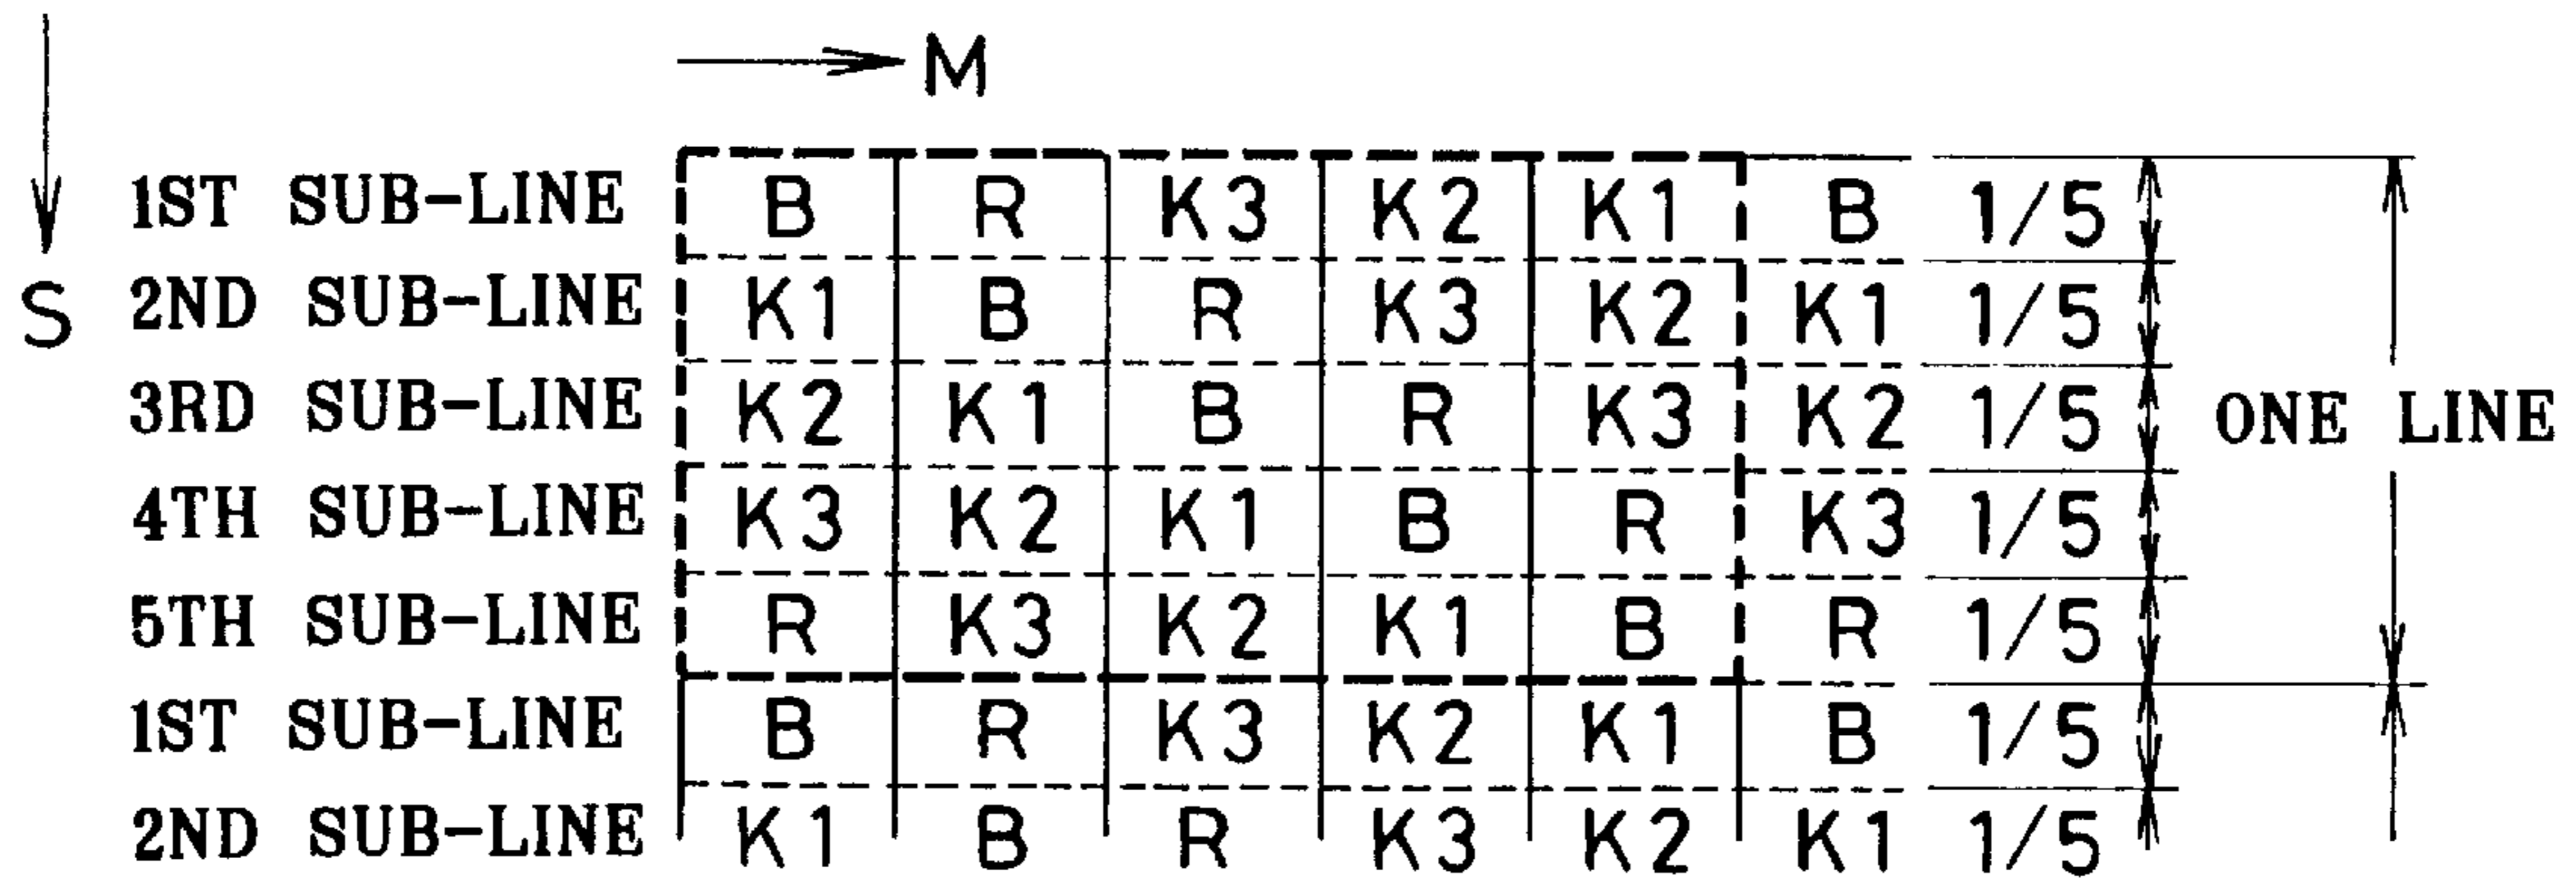 M
S
1ST SUB-LINE B R K3 K2 K1 B 1/5
2ND SUB-LINE K1 B R K3 K2 K1 1/5
3RD SUB-LINE K2 K1 B R K3 K2 1/5 ONE LINE
4TH SUB-LINE K3 K2 K1 B R K3 1/5
5TH SUB-LINE R K3 K2 K1 B R 1/5
1ST SUB-LINE B R K3 K2 K1 B 1/5
2ND SUB-LINE K1 B R K3 K2 K1 1/5